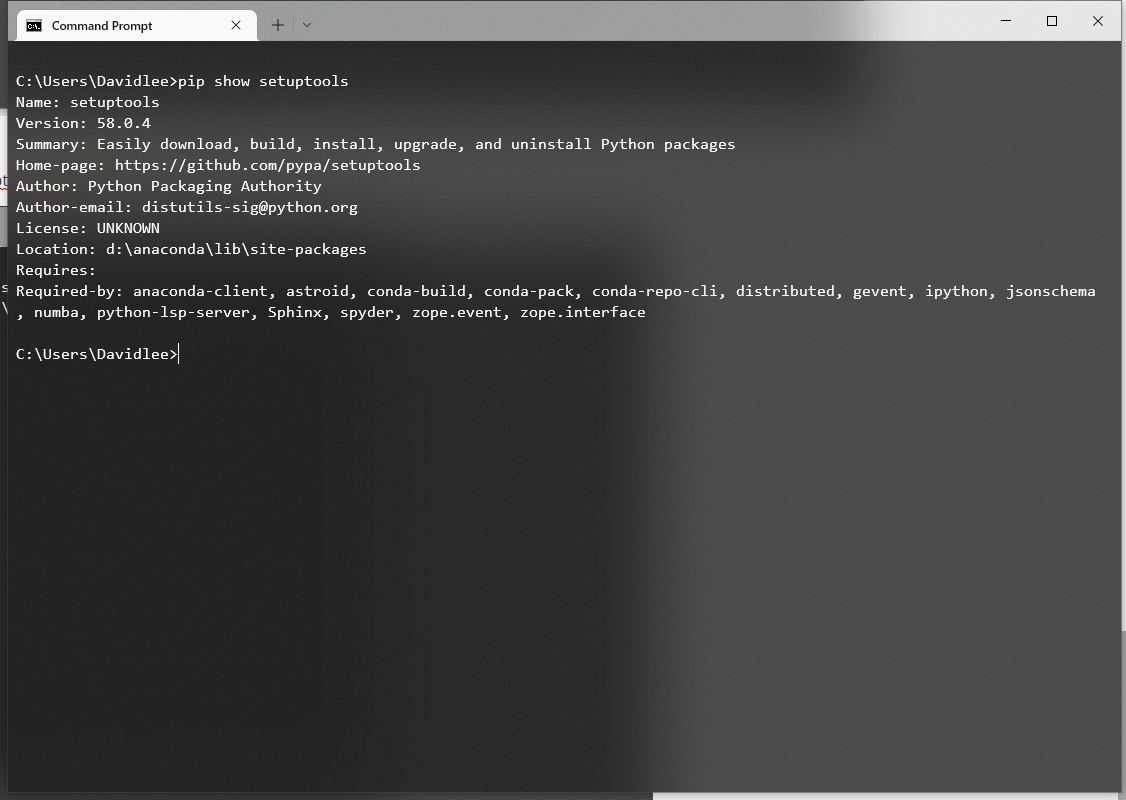 Command Prompt
C:\Users\Davidlee>pip show setuptools
Name: setuptools
Version: 58.0.4
Summary: Easily download, build, install, upgrade, and uninstall Python packages
Home-page: https://github.com/pypa/setuptools
Author: Python Packaging Authority
Author-email: distutils-sig@python.org
License: UNKNOWN
Location: d:\anaconda\lib\site-packages
Requires:
Required-by: anaconda-client, astroid, conda-build, conda-pack, conda-repo-cli, distributed, gevent, ipython, jsonschema
, numba, python-lsp-server, Sphinx, spyder, zope.event, zope.interface
C:\Users\Davidlee>